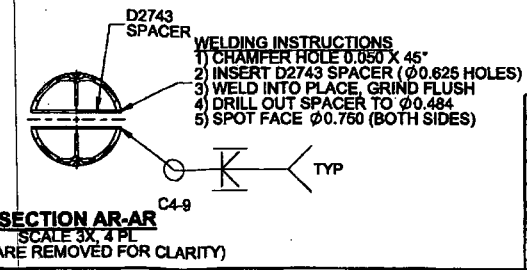 D2743
SPACER
WELDING INSTRUCTIONS
1) CHAMFER HOLE 0.050 X 45°
2) INSERT D2743 SPACER (Ø0.625 HOLES)
3) WELD INTO PLACE, GRIND FLUSH
4) DRILL OUT SPACER TO Ø0.484
5) SPOT FACE Ø0.750 (BOTH SIDES)
TYP
C4-9
SECTION AR-AR
SCALE 3X, 4 PL
ARE REMOVED FOR CLARITY)